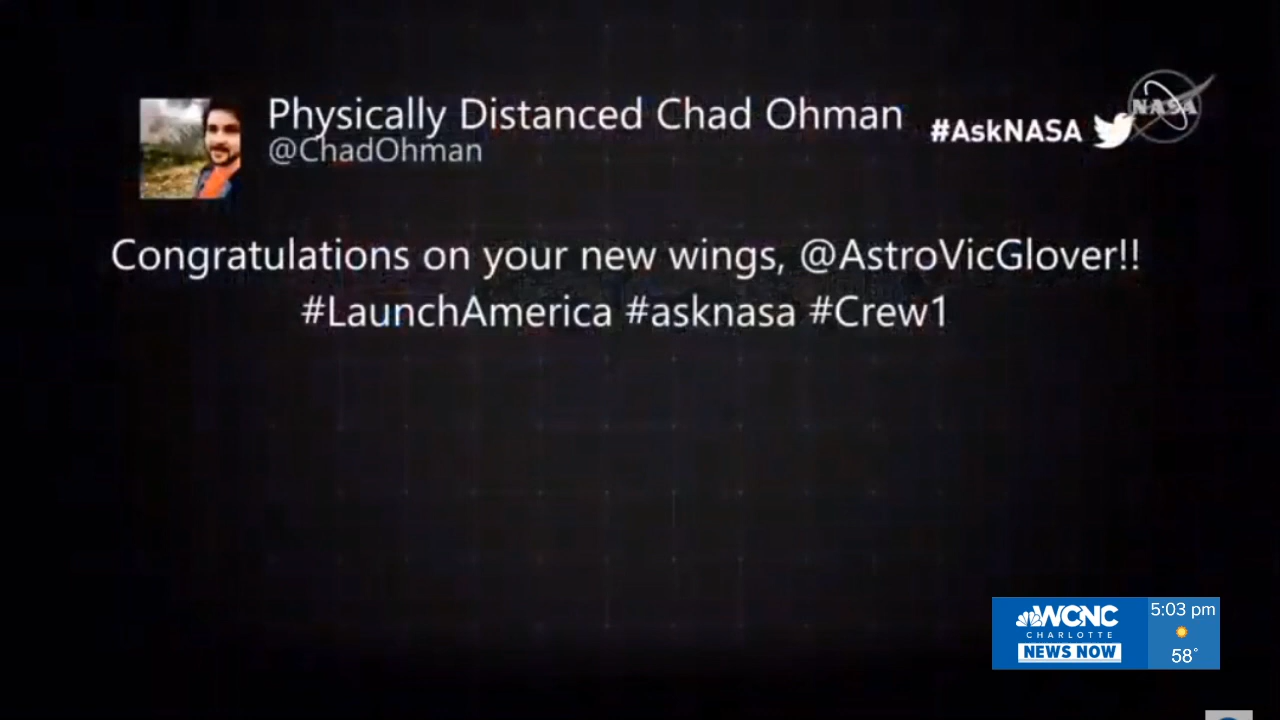 Physically Distanced Chad Ohman
@ChadOhman
#AskNASA
NASA
Congratulations on your new wings, @AstroVicGlover!!
#LaunchAmerica #asknasa #Crew1
WCNC
CHARLOTTE
NEWS NOW
5:03 pm
58°